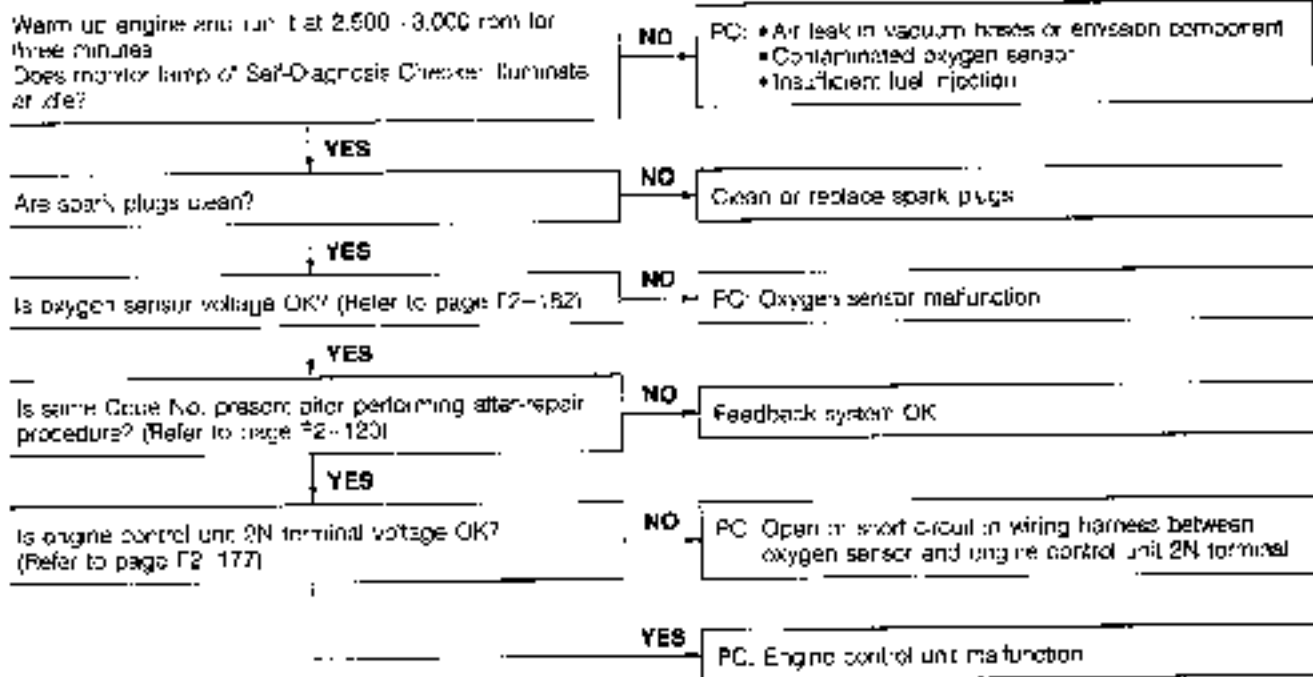 Warm up engine and run it at 2,500 - 3,000 rpm for
three minutes
Does monitor lamp of Self-Diagnosis Checker illuminate
at idle?
NO
PC: • Air leak in vacuum hoses or emission component
• Contaminated oxygen sensor
• Insufficient fuel injection
YES
Are spark plugs clean?
NO
Clean or replace spark plugs
YES
Is oxygen sensor voltage OK? (Refer to page F2–182)
NO
PC: Oxygen sensor malfunction
YES
Is same Code No. present after performing after-repair
procedure? (Refer to page F2–120)
NO
Feedback system OK
YES
Is engine control unit 2N terminal voltage OK?
(Refer to page F2–177)
NO
PC: Open or short circuit in wiring harness between
oxygen sensor and engine control unit 2N terminal
YES
PC: Engine control unit malfunction